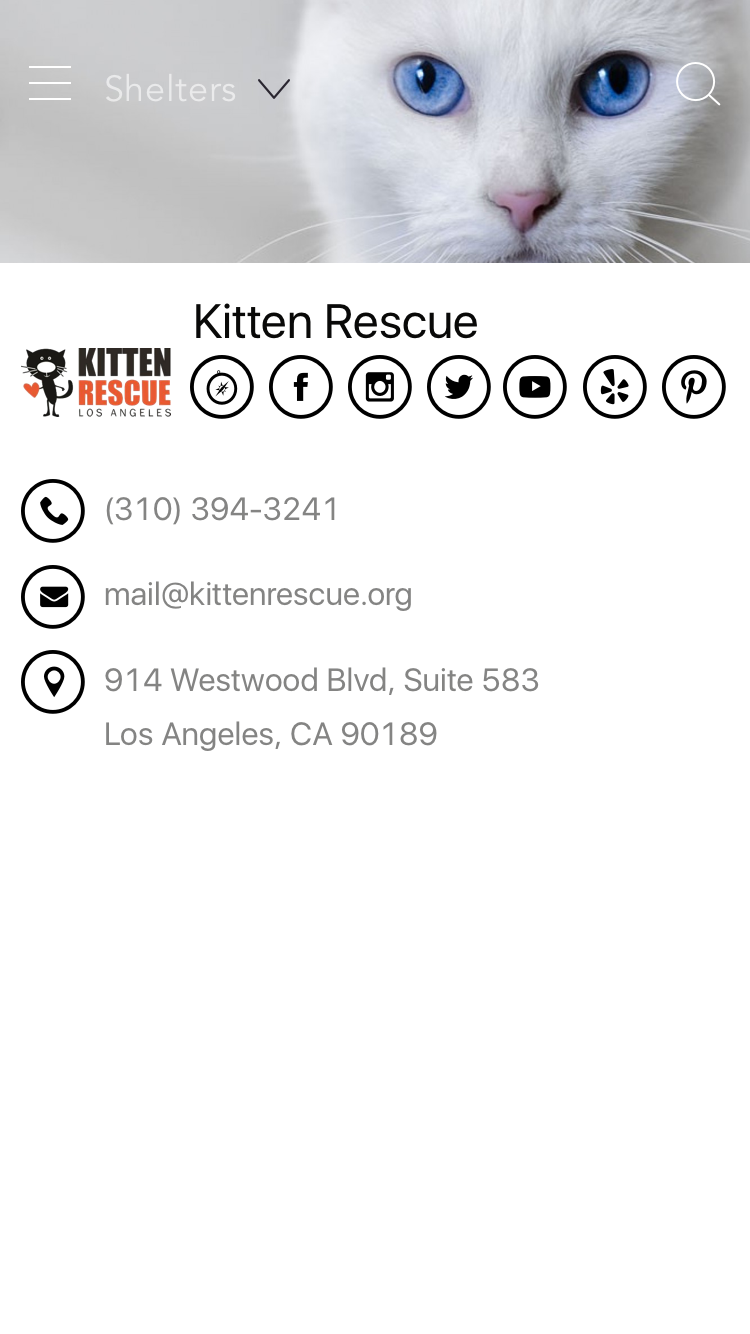 Shelters
Kitten Rescue
KITTEN
RESCUE
LOS ANGELES
(310) 394-3241
mail@kittenrescue.org
914 Westwood Blvd, Suite 583
Los Angeles, CA 90189